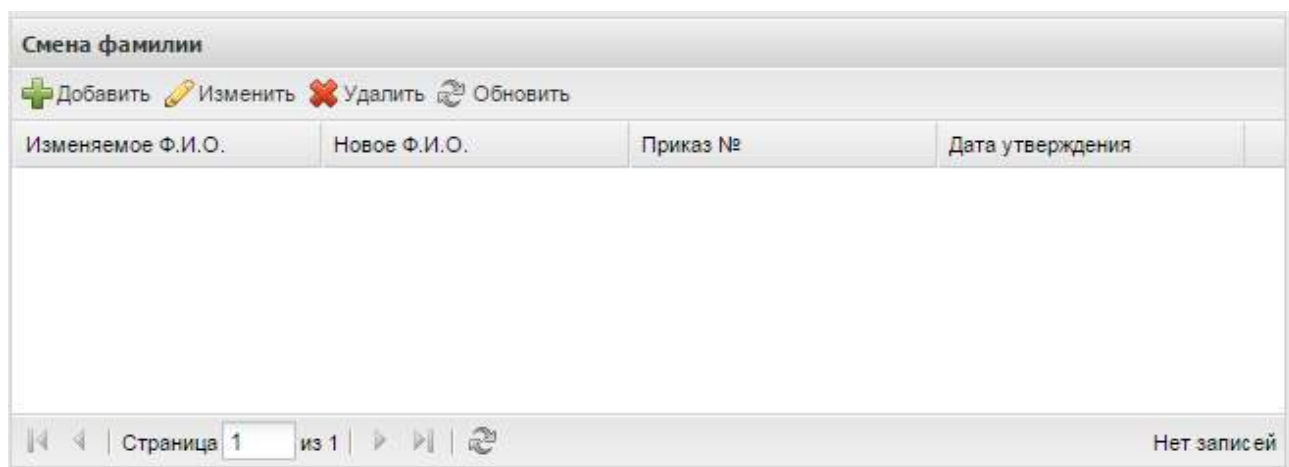 Смена фамилии
Добавить Изменить Удалить Обновить
Изменяемое Ф.И.О. Новое Ф.И.О. Приказ № Дата утверждения
Страница 1 из 1 Нет записей